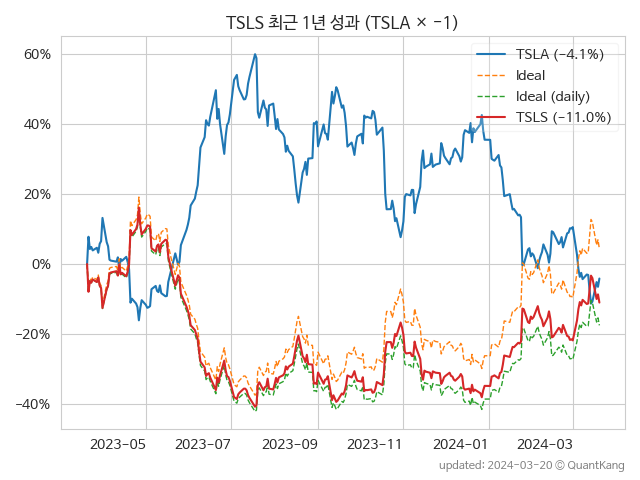 TSLS 최근 1년 성과 (TSLA × −1)
TSLA (−4.1%)
Ideal
Ideal (daily)
TSLS (−11.0%)
60%
40%
20%
0%
−20%
−40%
2023−05
2023−07
2023−09
2023−11
2024−01
2024−03
updated: 2024−03−20 © QuantKang